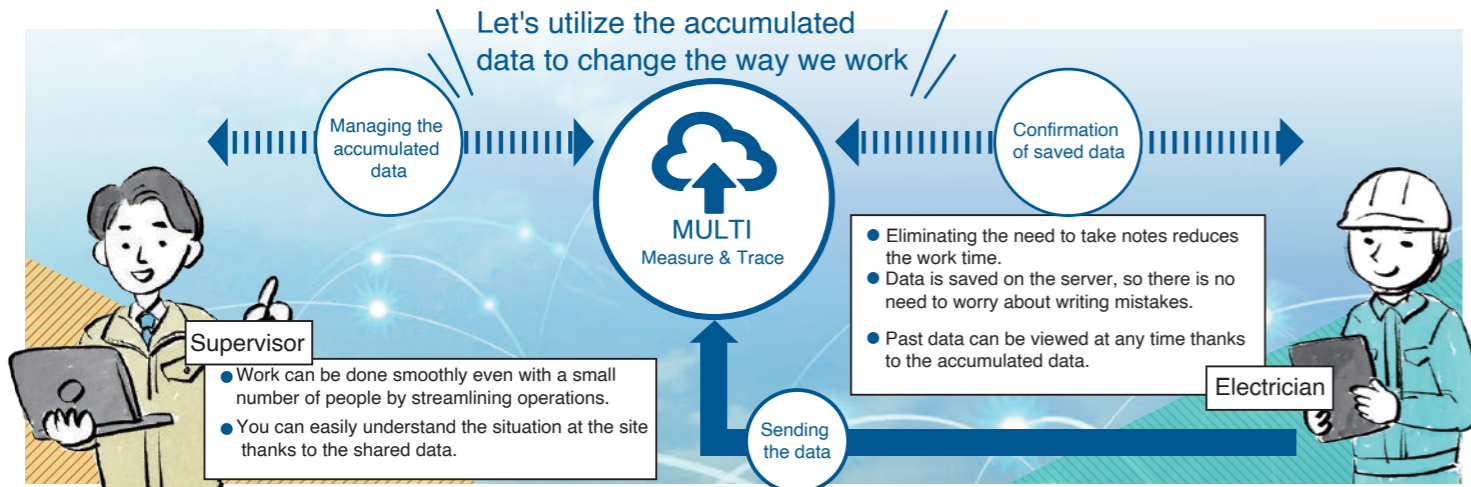 Let's utilize the accumulated
data to change the way we work
Managing the
accumulated
data
MULTI
Measure & Trace
Confirmation
of saved data
Supervisor
● Work can be done smoothly even with a small
number of people by streamlining operations.
● You can easily understand the situation at the site
thanks to the shared data.
● Eliminating the need to take notes reduces
the work time.
● Data is saved on the server, so there is no
need to worry about writing mistakes.
● Past data can be viewed at any time thanks
to the accumulated data.
Electrician
Sending
the data